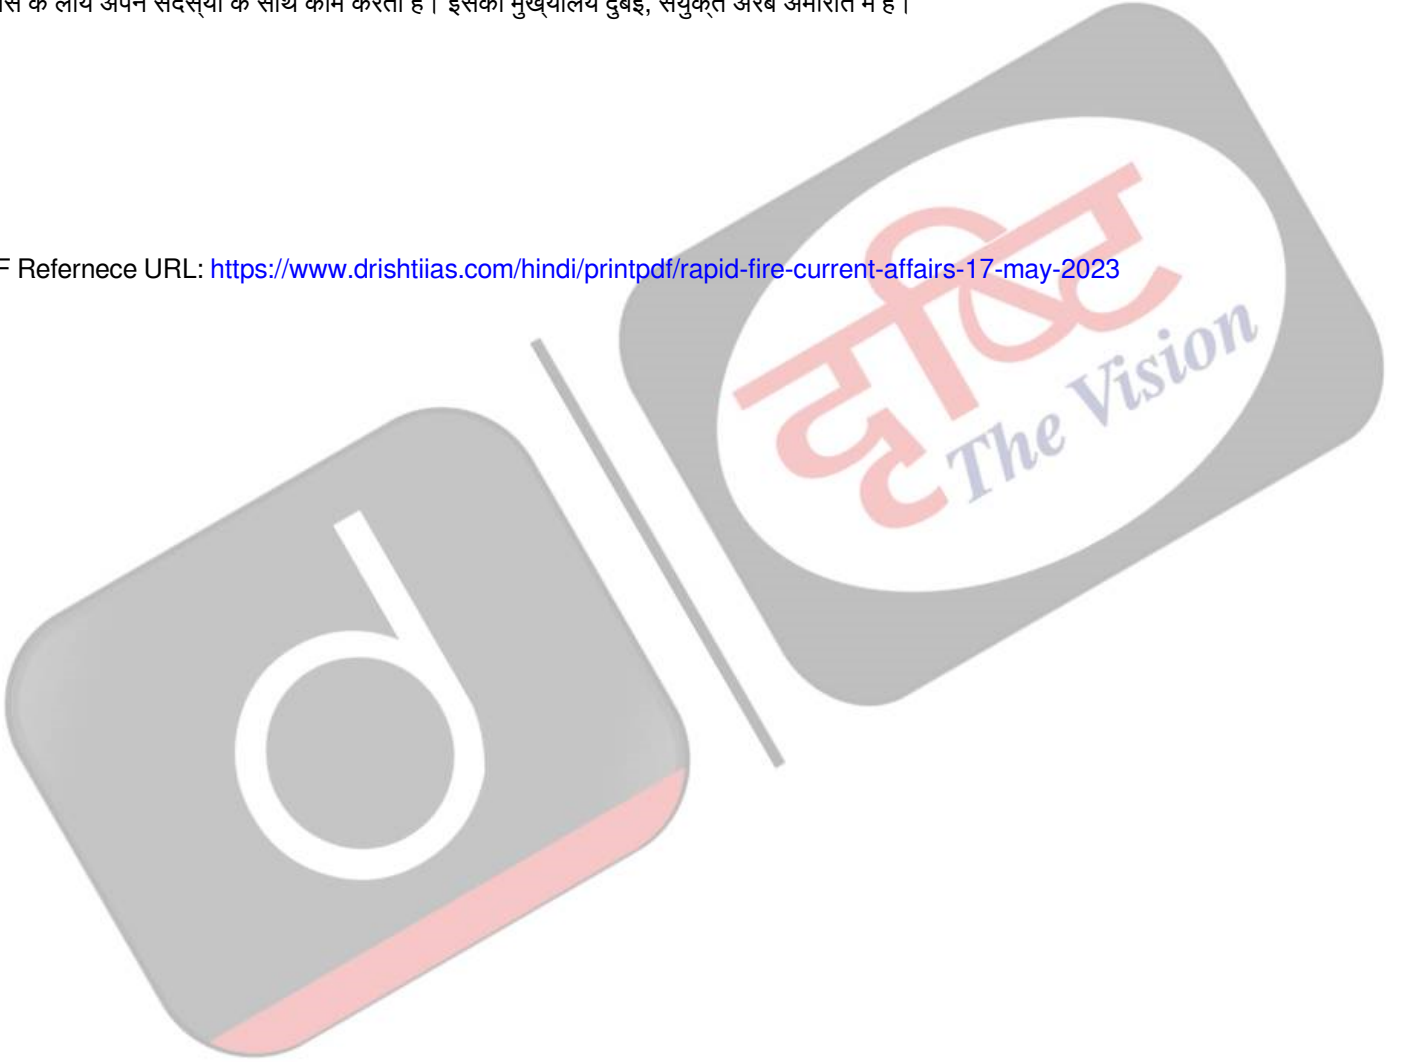 के लिये अपने सदस्यों के साथ काम करता है। इसका मुख्यालय दुबई, संयुक्त अरब अमीरात में है।
F Refernece URL: https://www.drishtiias.com/hindi/printpdf/rapid-fire-current-affairs-17-may-2023
दृष्टि
The Vision
d